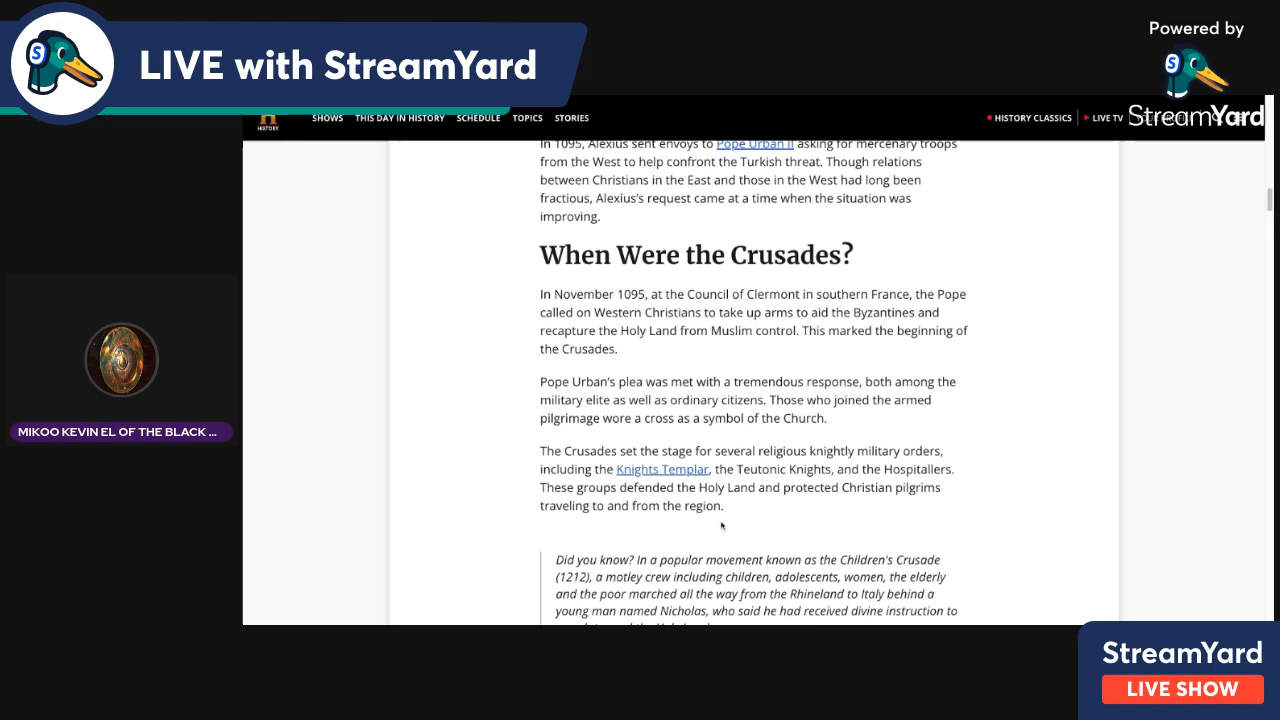 LIVE with StreamYard
Powered by
StreamYard
HISTORY
SHOWS THIS DAY IN HISTORY SCHEDULE TOPICS STORIES
HISTORY CLASSICS LIVE TV
In 1095, Alexius sent envoys to Pope Urban II asking for mercenary troops
from the West to help confront the Turkish threat. Though relations
between Christians in the East and those in the West had long been
fractious, Alexius's request came at a time when the situation was
improving.
When Were the Crusades?
In November 1095, at the Council of Clermont in southern France, the Pope
called on Western Christians to take up arms to aid the Byzantines and
recapture the Holy Land from Muslim control. This marked the beginning of
the Crusades.
Pope Urban's plea was met with a tremendous response, both among the
military elite as well as ordinary citizens. Those who joined the armed
pilgrimage wore a cross as a symbol of the Church.
The Crusades set the stage for several religious knightly military orders,
including the Knights Templar, the Teutonic Knights, and the Hospitallers.
These groups defended the Holy Land and protected Christian pilgrims
traveling to and from the region.
Did you know? In a popular movement known as the Children's Crusade
(1212), a motley crew including children, adolescents, women, the elderly
and the poor marched all the way from the Rhineland to Italy behind a
young man named Nicholas, who said he had received divine instruction to
MIKOO KEVIN EL OF THE BLACK ...
StreamYard
LIVE SHOW